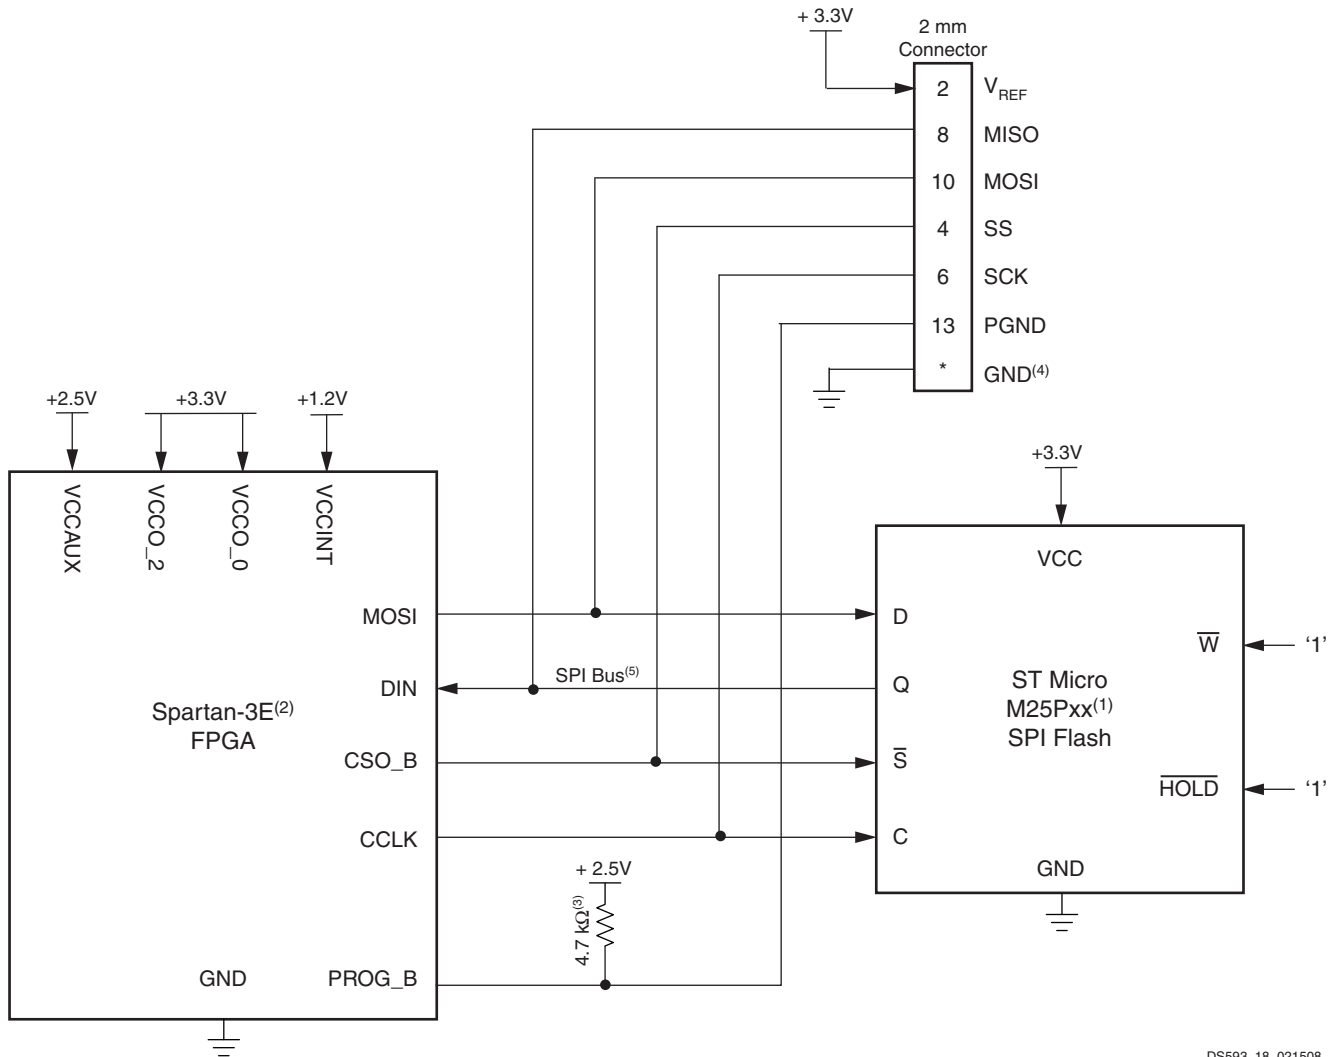 + 3.3V
2 mm
Connector
2 V_REF
8 MISO
10 MOSI
4 SS
6 SCK
13 PGND
* GND(4)
+2.5V
+3.3V
+1.2V
VCCAUX
VCCO_2
VCCO_0
VCCINT
+3.3V
VCC
MOSI
D
W̅
‘1’
DIN
SPI Bus(5)
Q
Spartan-3E(2)
FPGA
ST Micro
M25Pxx(1)
SPI Flash
CSO_B
S̅
H̅O̅L̅D̅
‘1’
CCLK
C
GND
+ 2.5V
4.7 kΩ(3)
GND
PROG_B
DS593_18_021508